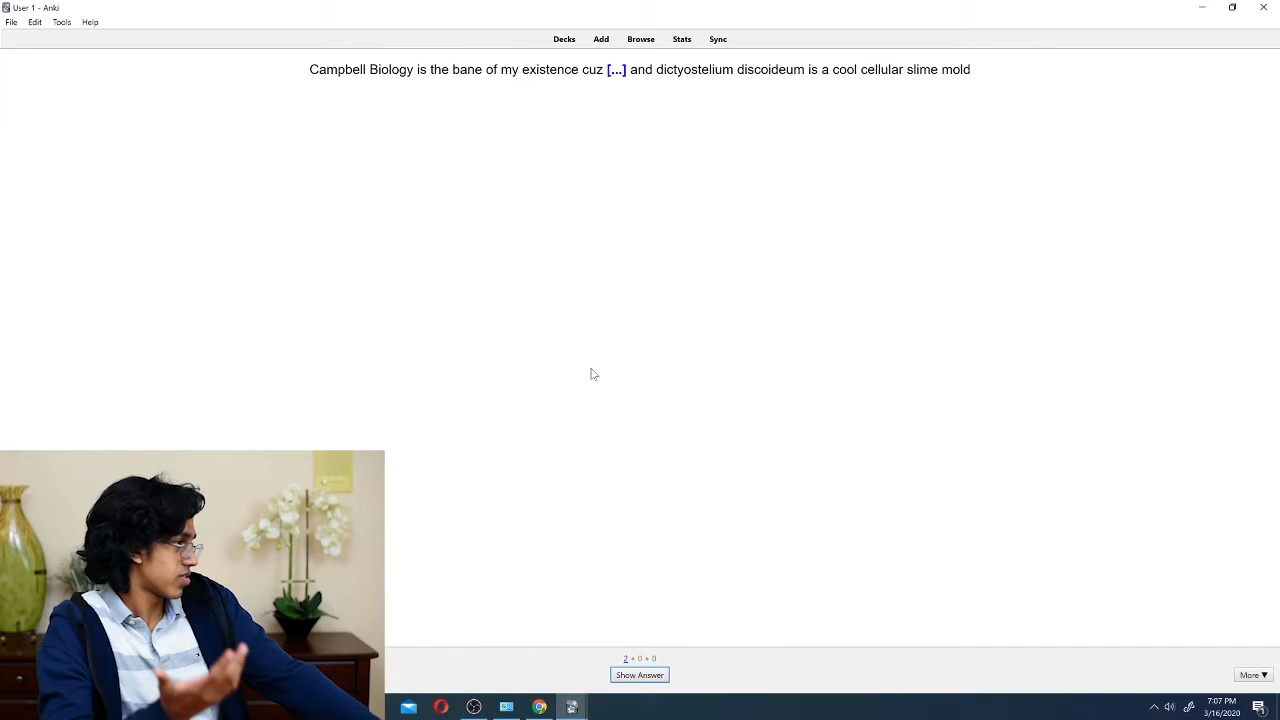 User 1 - Anki
File Edit Tools Help
Decks Add Browse Stats Sync
Campbell Biology is the bane of my existence cuz [...] and dictyostelium discoideum is a cool cellular slime mold
2 + 0 + 0
Show Answer
More ▼
7:07 PM
3/16/2020